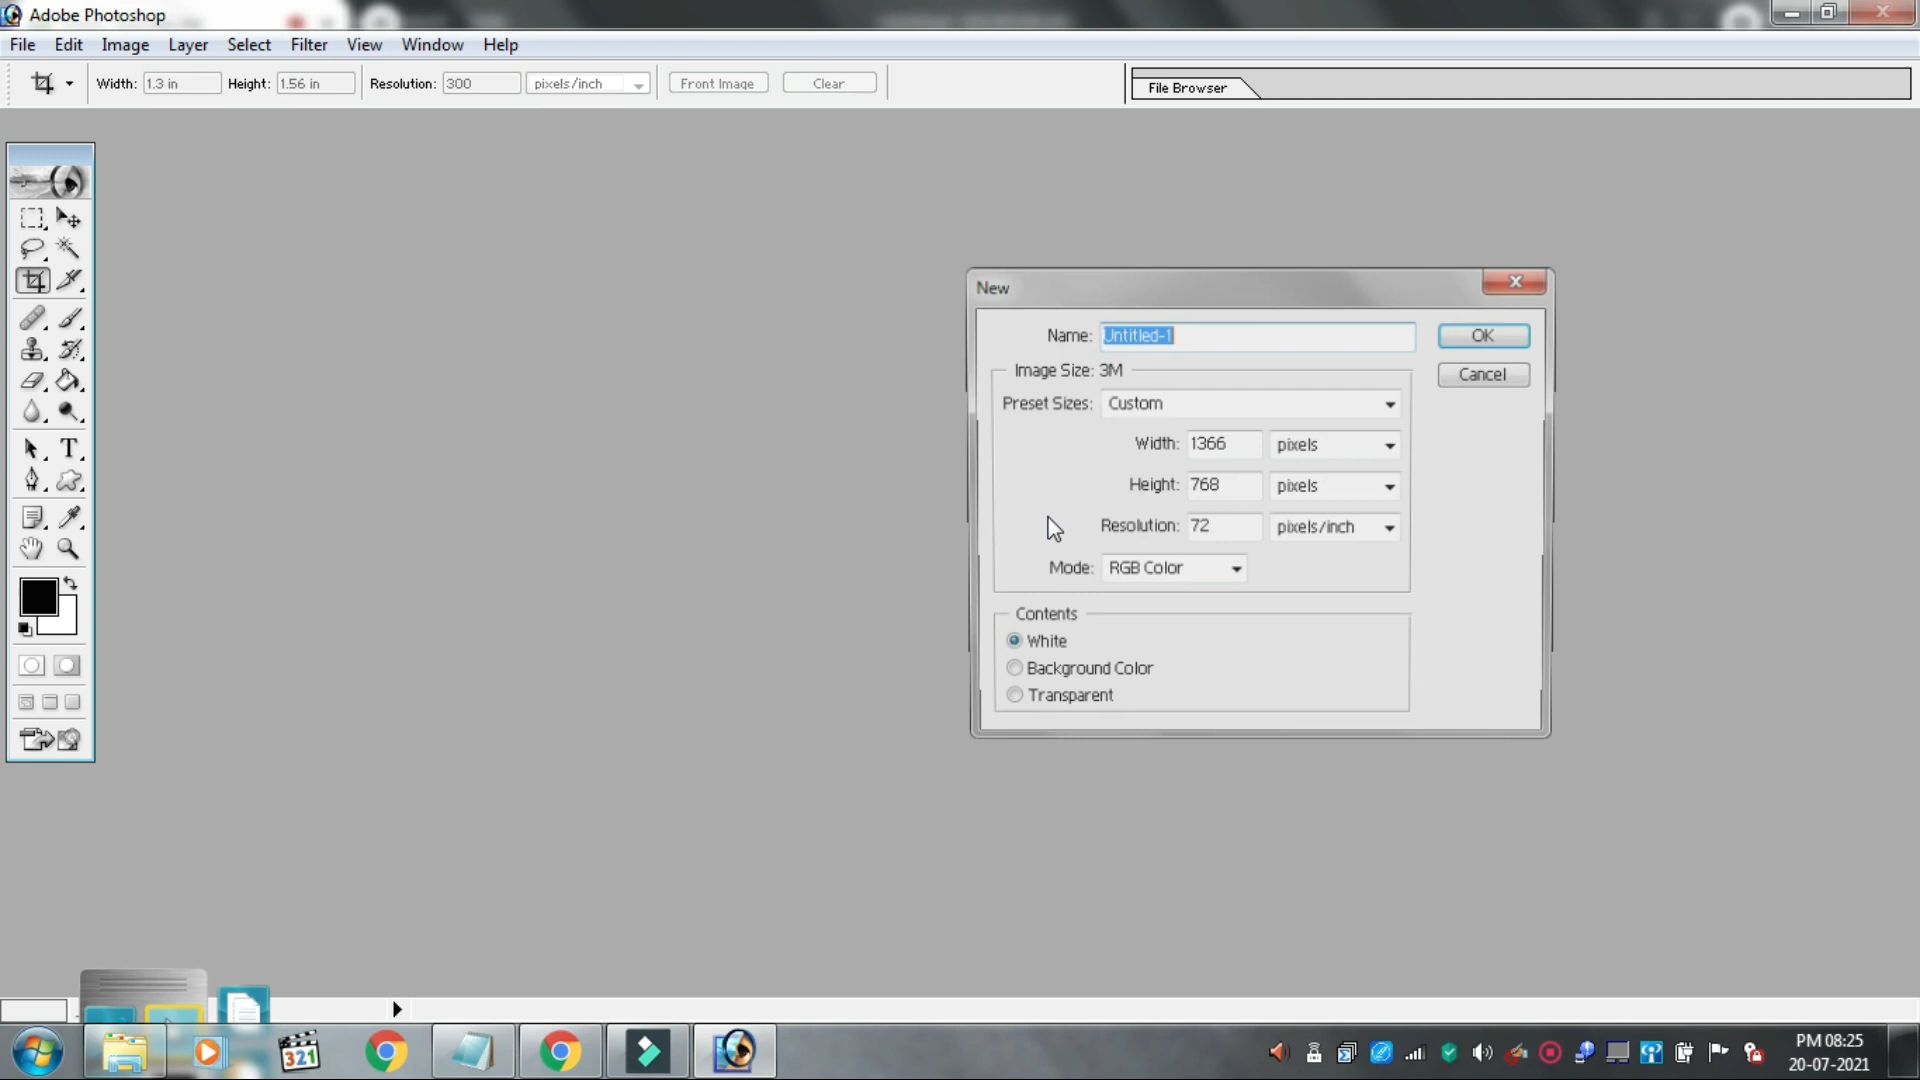 Adobe Photoshop
File Edit Image Layer Select Filter View Window Help
Width: 1.3 in Height: 1.56 in Resolution: 300 pixels/inch Front Image Clear File Browser
New
Name: Untitled-1 OK
Image Size: 3M
Cancel
Preset Sizes: Custom
Width: 1366 pixels
Height: 768 pixels
Resolution: 72 pixels/inch
Mode: RGB Color
Contents
White
Background Color
Transparent
T
321
PM 08:25
20-07-2021